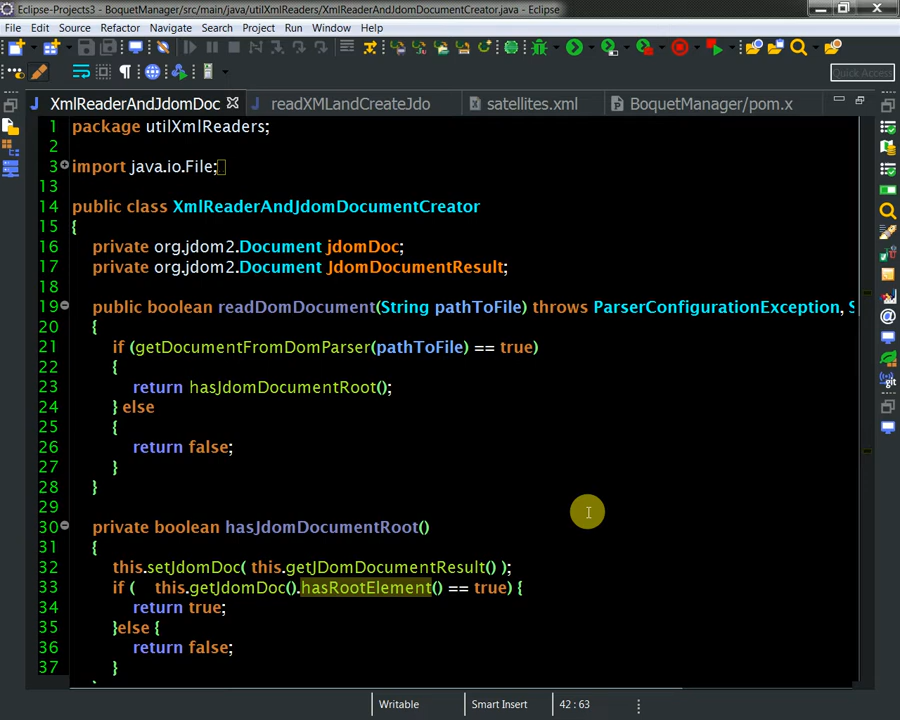 Eclipse-Projects3 - BoquetManager/src/main/java/utilXmlReaders/XmlReaderAndJdomDocumentCreator.java - Eclipse
File Edit Source Refactor Navigate Search Project Run Window Help
Quick Access
XmlReaderAndJdomDoc readXMLandCreateJdo satellites.xml BoquetManager/pom.x
1 package utilXmlReaders;
2
3 import java.io.File;
13
14 public class XmlReaderAndJdomDocumentCreator
15 {
16 private org.jdom2.Document jdomDoc;
17 private org.jdom2.Document JdomDocumentResult;
18
19 public boolean readDomDocument(String pathToFile) throws ParserConfigurationException, S
20 {
21 if (getDocumentFromDomParser(pathToFile) == true)
22 {
23 return hasJdomDocumentRoot();
24 } else
25 {
26 return false;
27 }
28 }
29
30 private boolean hasJdomDocumentRoot()
31 {
32 this.setJdomDoc( this.getJDomDocumentResult() );
33 if ( this.getJdomDoc().hasRootElement() == true) {
34 return true;
35 }else {
36 return false;
37 }
Writable Smart Insert 42 : 63